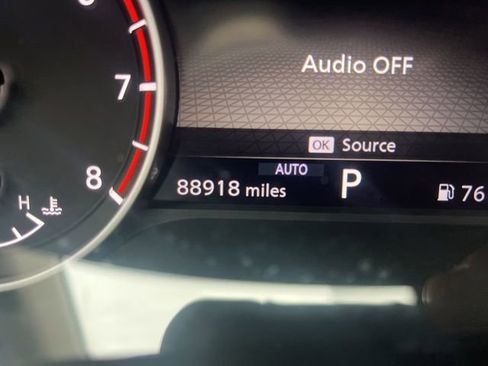 Audio OFF
7
OK Source
AUTO
8
88918 miles P 76
H